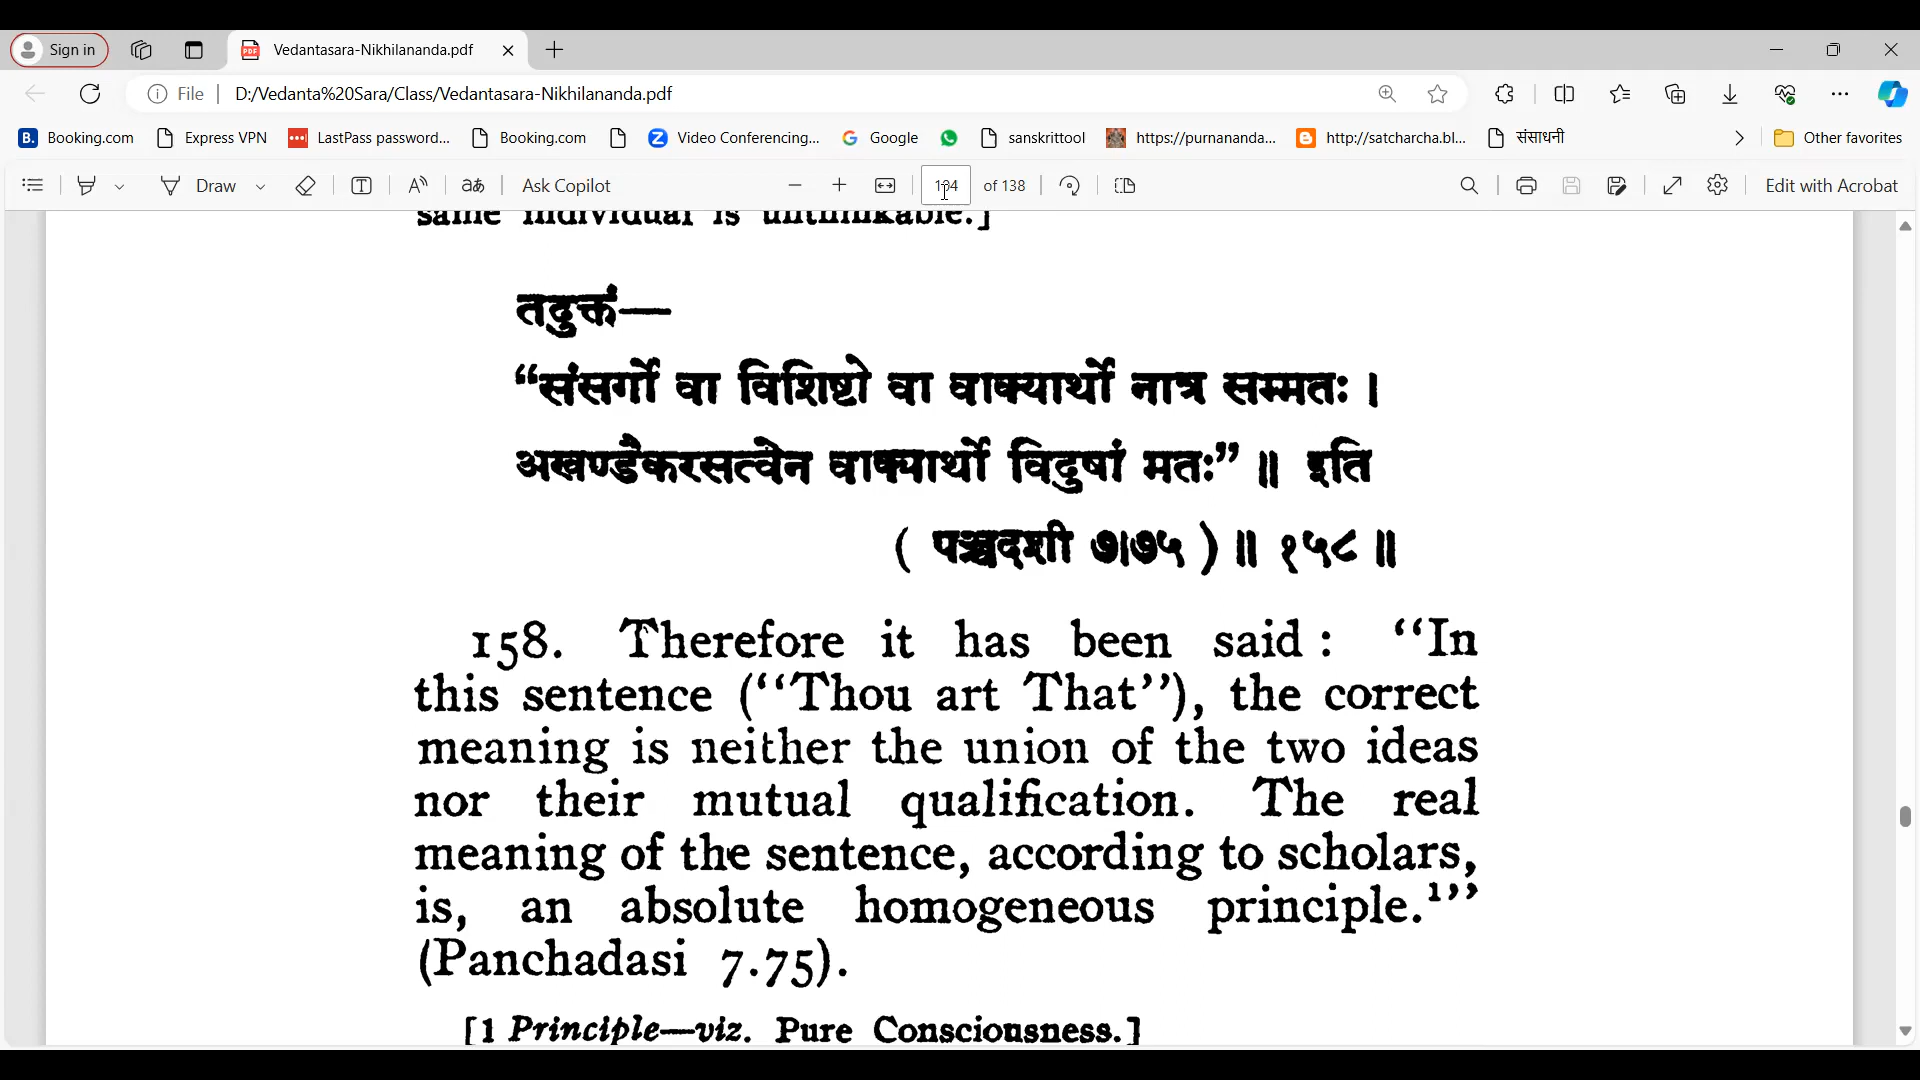 Sign in
Vedantasara-Nikhilananda.pdf
File
D:/Vedanta%20Sara/Class/Vedantasara-Nikhilananda.pdf
Booking.com Express VPN LastPass password... Booking.com Video Conferencing... Google sanskrittool https://purnananda... http://satcharcha.bl... संसाधनी Other favorites
Draw Ask Copilot of 138 Edit with Acrobat
same individual is unthinkable.]
तदुक्तं—
“संसर्गो वा विशिष्टो वा वाक्यार्थो नात्र सम्मतः ।
अखण्डैकरसत्वेन वाक्यार्थो विदुषां मतः” ॥ इति
( पञ्चदशी ७।७५ ) ॥ १५८ ॥
158. Therefore it has been said : “In
this sentence (“Thou art That”), the correct
meaning is neither the union of the two ideas
nor their mutual qualification. The real
meaning of the sentence, according to scholars,
is, an absolute homogeneous principle.¹”
(Panchadasi 7.75).
[1 Principle—viz. Pure Consciousness.]